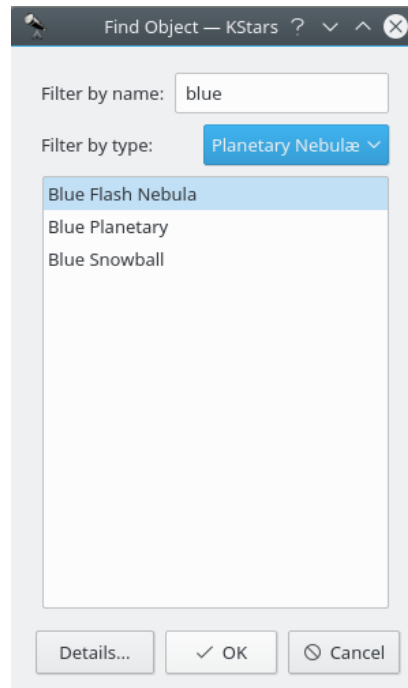 Find Object — KStars ?
Filter by name: blue
Filter by type: Planetary Nebulæ
Blue Flash Nebula
Blue Planetary
Blue Snowball
Details... OK Cancel